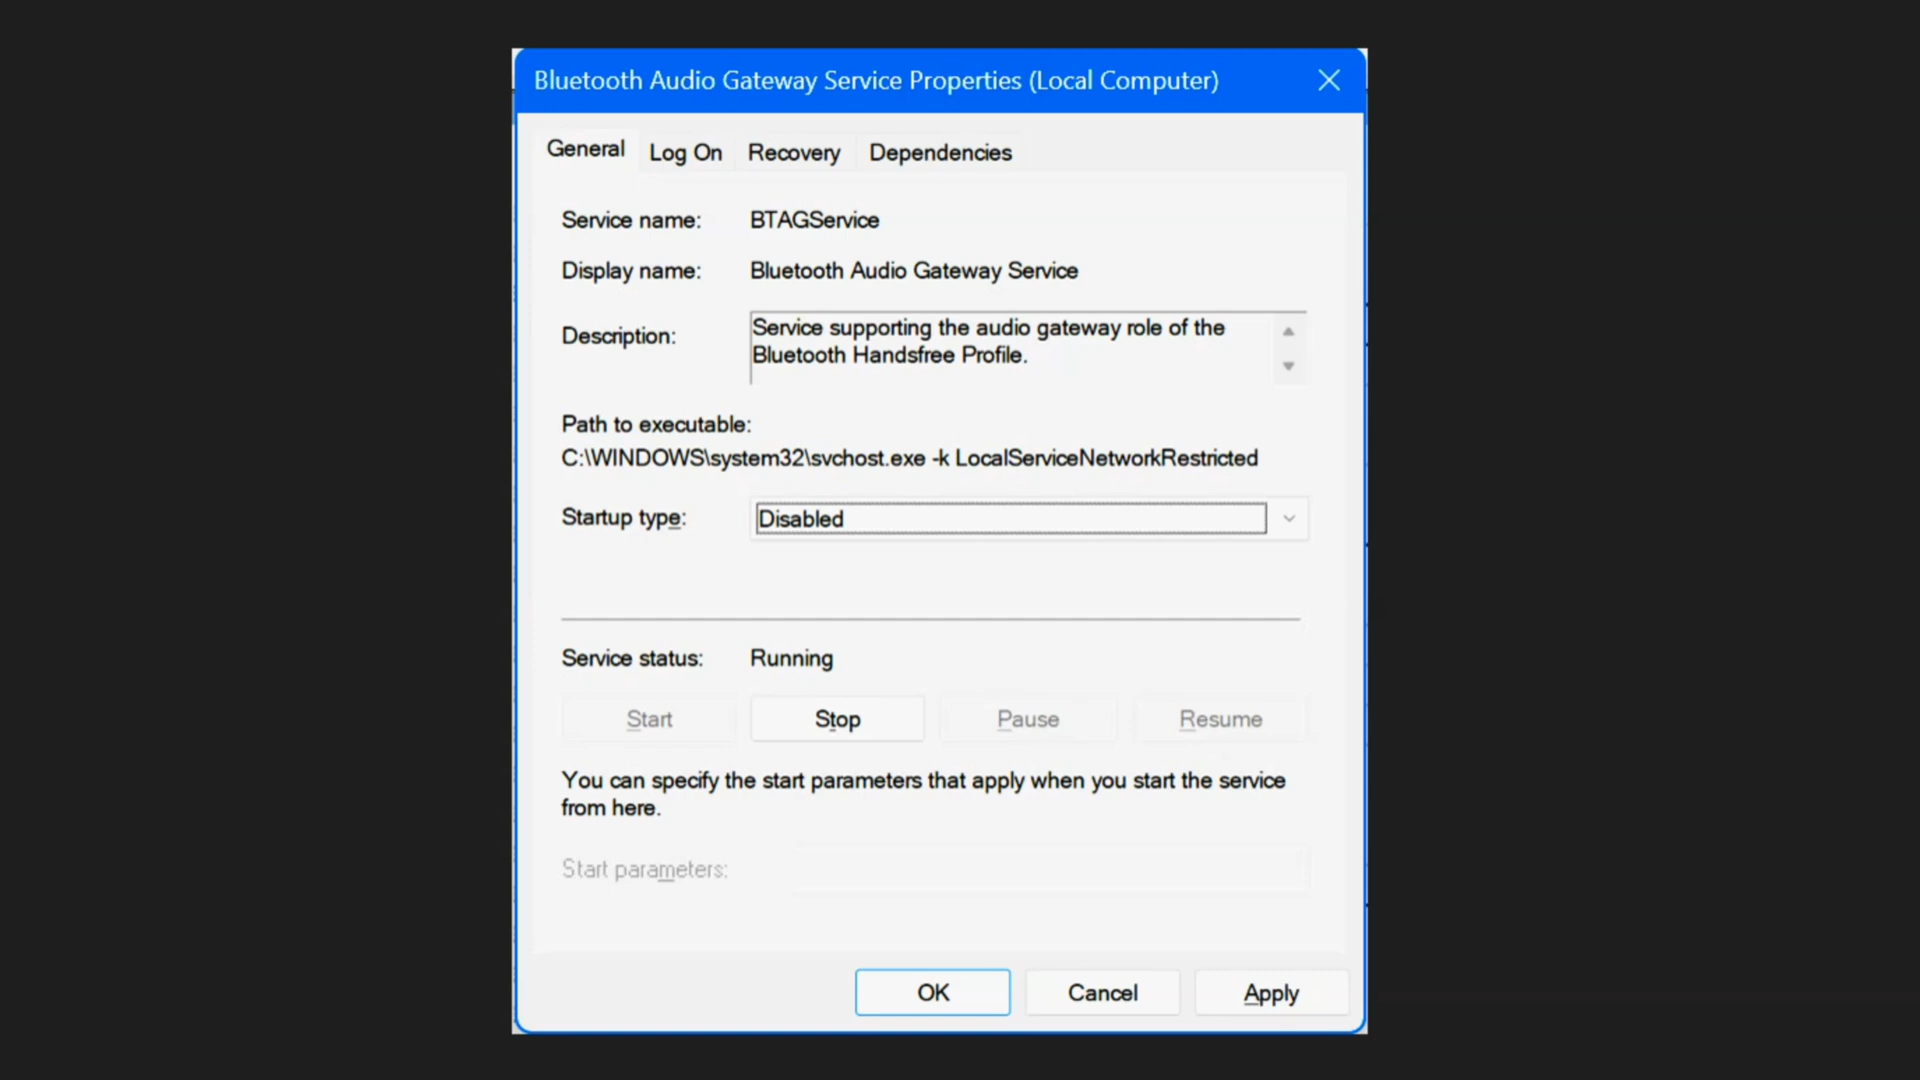 Bluetooth Audio Gateway Service Properties (Local Computer)
General Log On Recovery Dependencies
Service name: BTAGService
Display name: Bluetooth Audio Gateway Service
Description: Service supporting the audio gateway role of the
Bluetooth Handsfree Profile.
Path to executable:
C:\WINDOWS\system32\svchost.exe -k LocalServiceNetworkRestricted
Startup type: Disabled
Service status: Running
Start Stop Pause Resume
You can specify the start parameters that apply when you start the service
from here.
Start parameters:
OK Cancel Apply